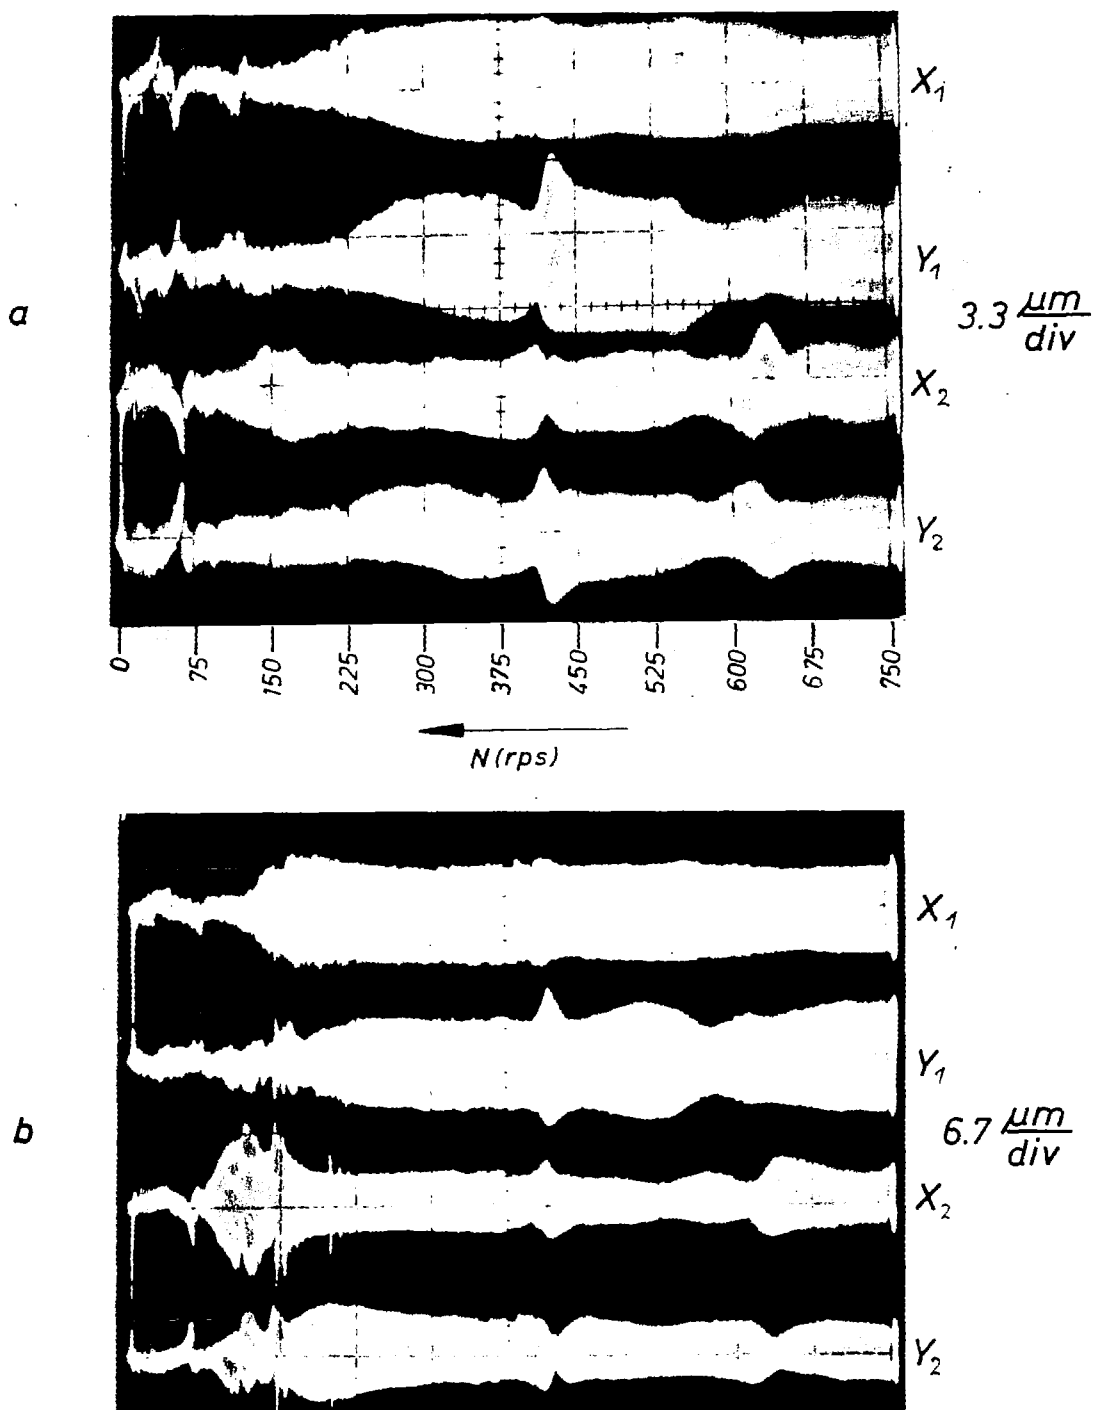 X₁
Y₁
a
3.3 μm/div
X₂
Y₂
0 75 150 225 300 375 450 525 600 675 750
N (rps)
X₁
Y₁
b
6.7 μm/div
X₂
Y₂